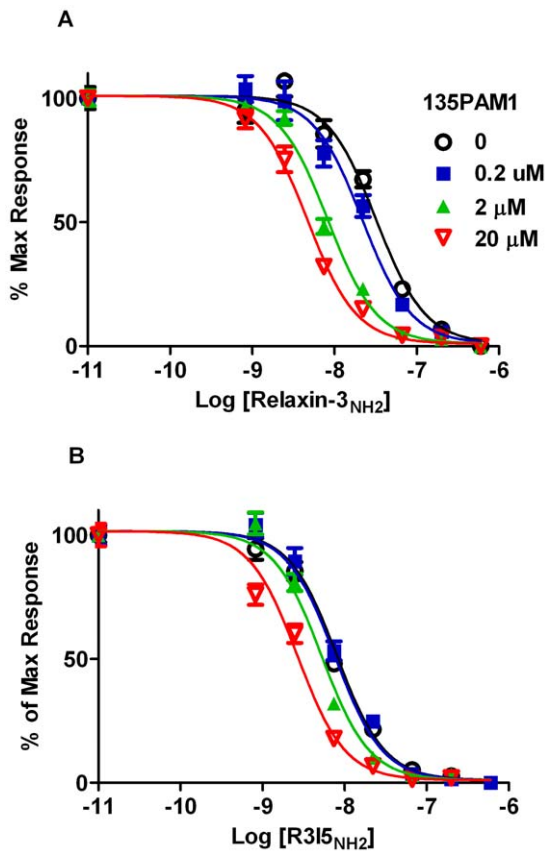 A
% Max Response
100
50
0
-11 -10 -9 -8 -7 -6
Log [Relaxin-3NH2]
135PAM1
0
0.2 uM
2 μM
20 μM
B
% of Max Response
100
50
0
-11 -10 -9 -8 -7 -6
Log [R3I5NH2]